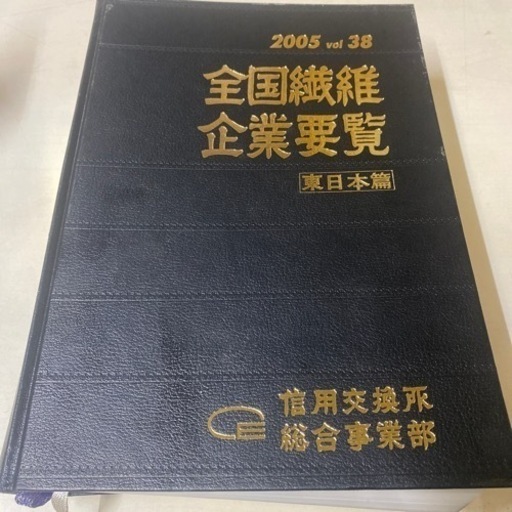 2005 vol 38
全国繊維
企業要覧
東日本篇
信用交換所
CE 総合事業部